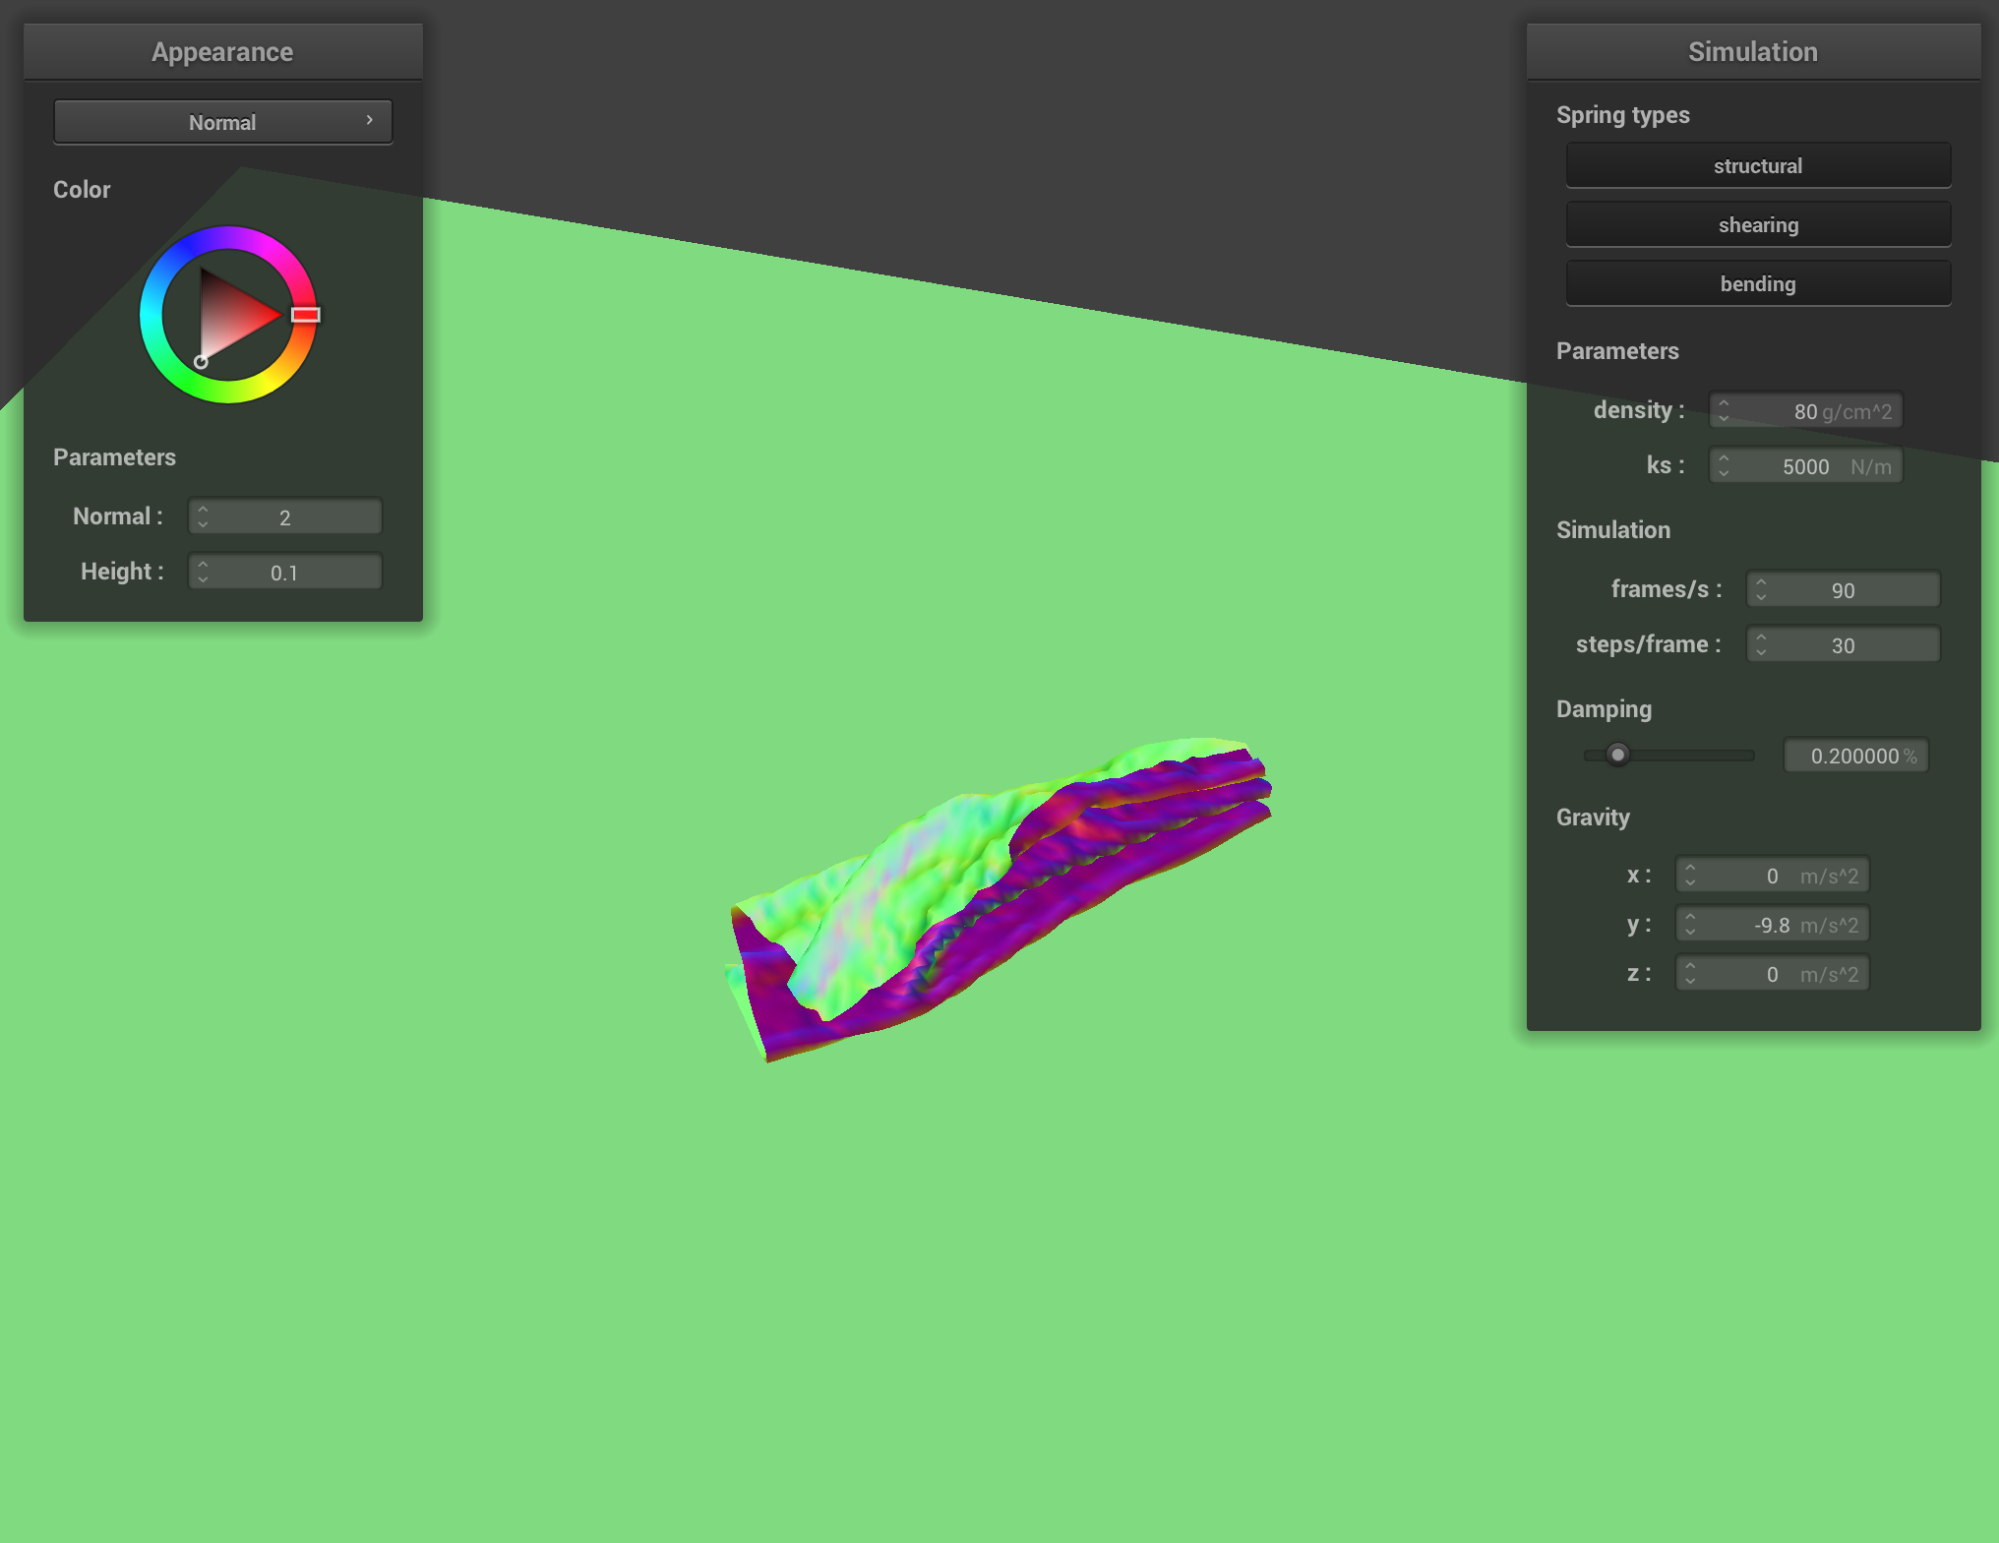 Appearance
Normal
Color
Parameters
Normal : 2
Height : 0.1
Simulation
Spring types
structural
shearing
bending
Parameters
density : 80 g/cm^2
ks : 5000 N/m
Simulation
frames/s : 90
steps/frame : 30
Damping
0.200000 %
Gravity
x : 0 m/s^2
y : -9.8 m/s^2
z : 0 m/s^2